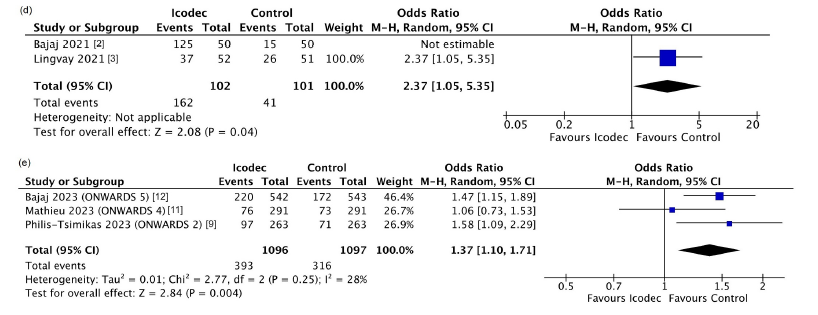 (d)
Icodec Control Odds Ratio Odds Ratio
Study or Subgroup Events Total Events Total Weight M-H, Random, 95% CI M-H, Random, 95% CI
Bajaj 2021 [2] 125 50 15 50 Not estimable
Lingvay 2021 [3] 37 52 26 51 100.0% 2.37 [1.05, 5.35]
Total (95% CI) 102 101 100.0% 2.37 [1.05, 5.35]
Total events 162 41
Heterogeneity: Not applicable
Test for overall effect: Z = 2.08 (P = 0.04)
0.05 0.2 1 5 20
Favours Icodec Favours Control
(e)
Icodec Control Odds Ratio Odds Ratio
Study or Subgroup Events Total Events Total Weight M-H, Random, 95% CI M-H, Random, 95% CI
Bajaj 2023 (ONWARDS 5) [12] 220 542 172 543 46.4% 1.47 [1.15, 1.89]
Mathieu 2023 (ONWARDS 4) [11] 76 291 73 291 26.7% 1.06 [0.73, 1.53]
Philis-Tsimikas 2023 (ONWARDS 2) [9] 97 263 71 263 26.9% 1.58 [1.09, 2.29]
Total (95% CI) 1096 1097 100.0% 1.37 [1.10, 1.71]
Total events 393 316
Heterogeneity: Tau² = 0.01; Chi² = 2.77, df = 2 (P = 0.25); I² = 28%
Test for overall effect: Z = 2.84 (P = 0.004)
0.5 0.7 1 1.5 2
Favours Icodec Favours Control